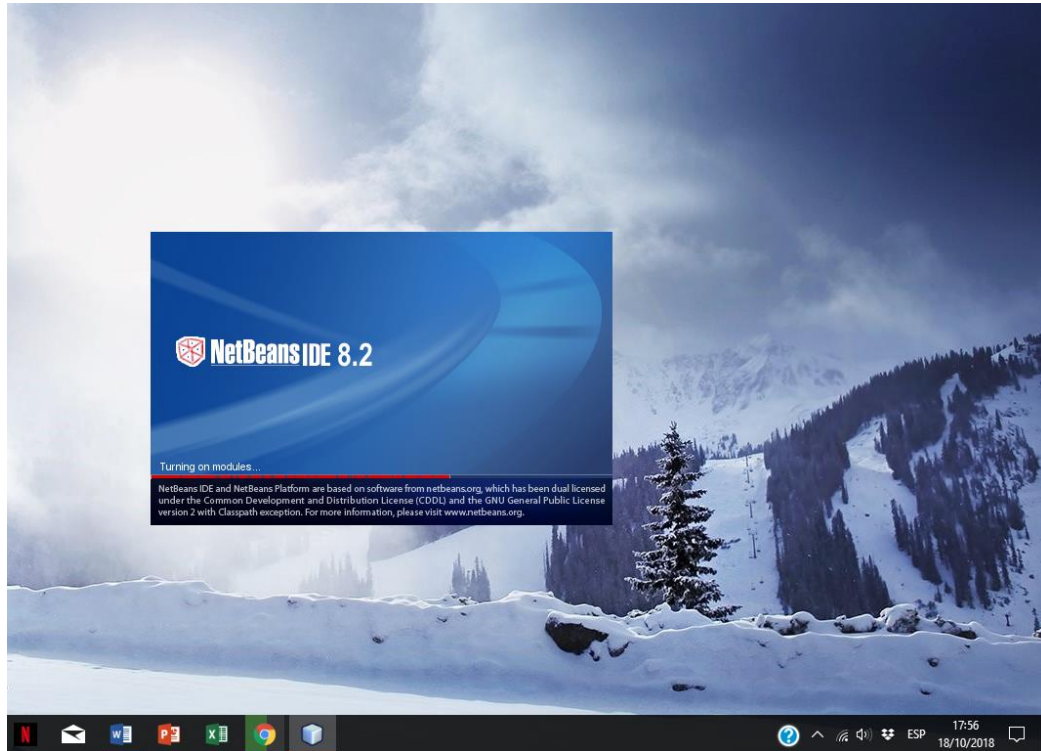 NetBeans IDE 8.2
Turning on modules...
NetBeans IDE and NetBeans Platform are based on software from netbeans.org, which has been dual licensed
under the Common Development and Distribution License (CDDL) and the GNU General Public License
version 2 with Classpath exception. For more information, please visit www.netbeans.org.
N
W
P
X
?
ESP
17:56
18/10/2018